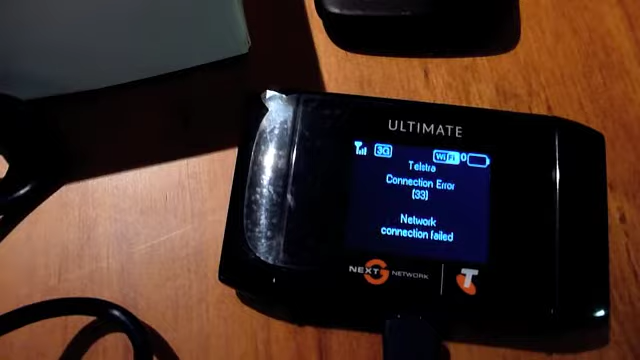 ULTIMATE
3G WiFi 0
Telstra
Connection Error
(33)
Network
connection failed
NEXT G NETWORK T